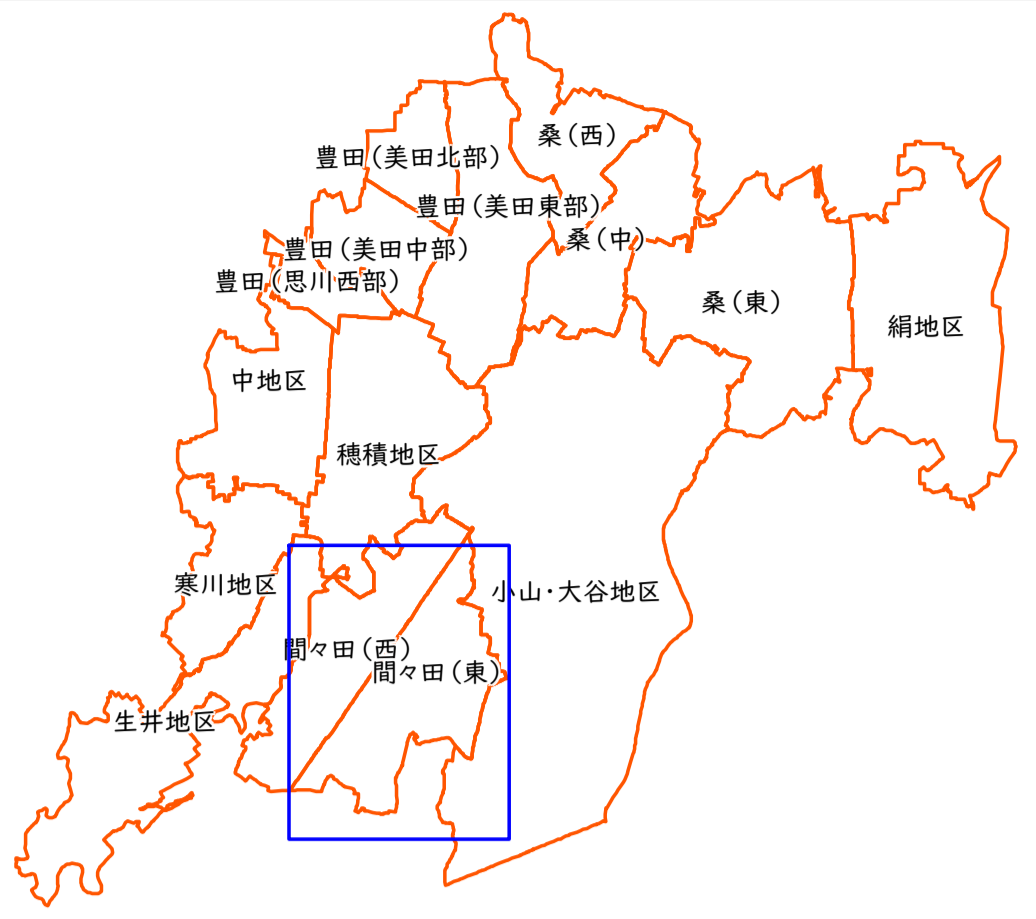 桑(西)
豊田(美田北部)
豊田(美田東部)
桑(中)
豊田(美田中部)
豊田(思川西部)
桑(東)
絹地区
中地区
穂積地区
寒川地区
小山・大谷地区
間々田(西)
間々田(東)
生井地区